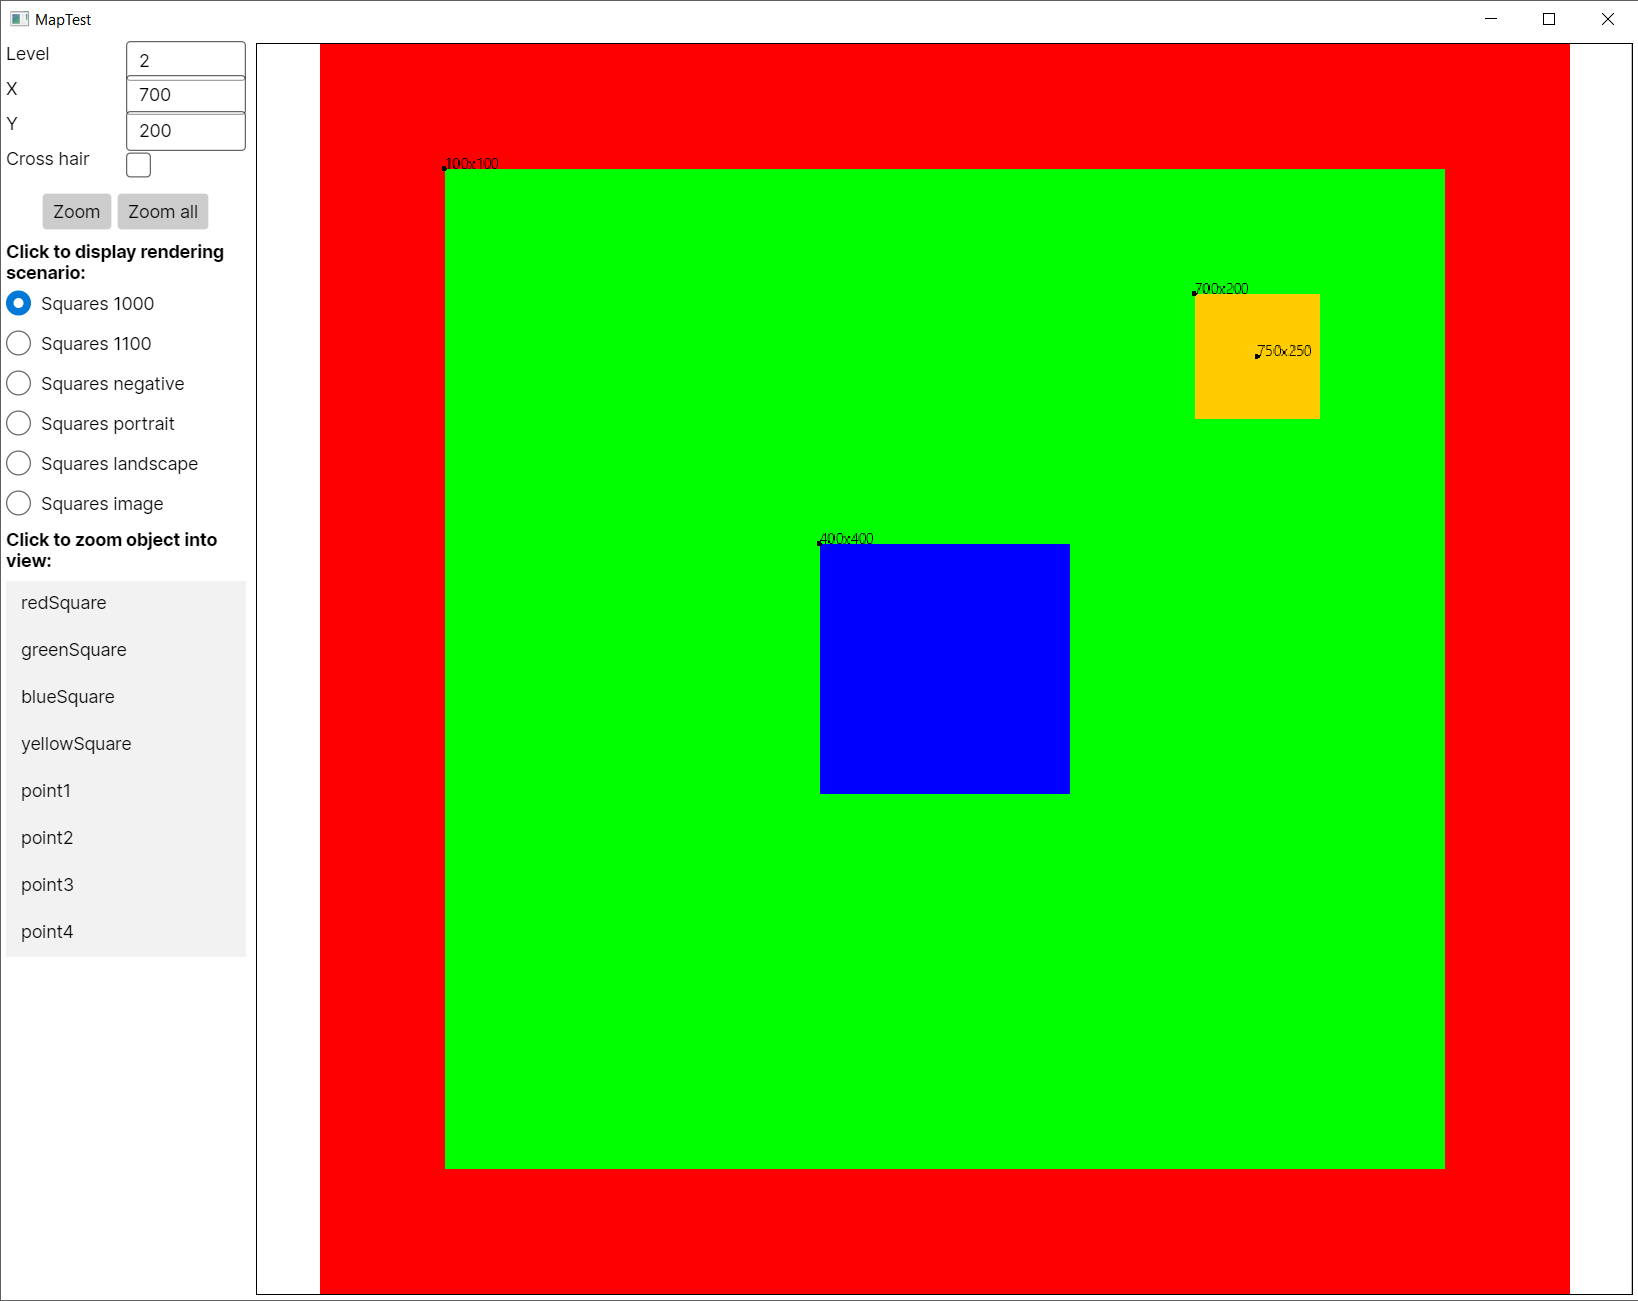 MapTest
Level
2
X
700
Y
200
Cross hair
Zoom
Zoom all
Click to display rendering
scenario:
Squares 1000
Squares 1100
Squares negative
Squares portrait
Squares landscape
Squares image
Click to zoom object into
view:
redSquare
greenSquare
blueSquare
yellowSquare
point1
point2
point3
point4
100x100
700x200
750x250
400x400